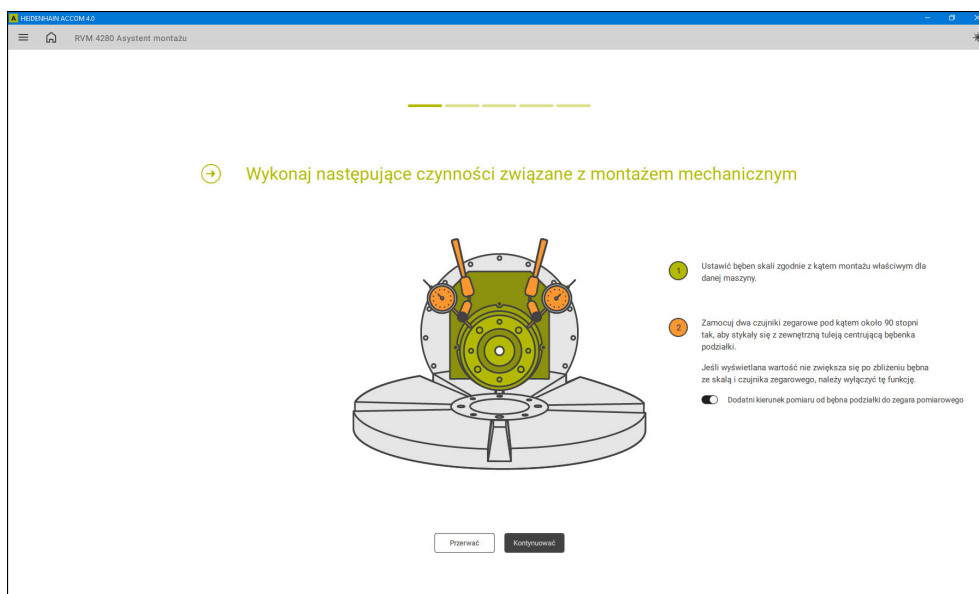 HEIDENHAIN ACCOM 4.0
RVM 4280 Asystent montażu
Wykonaj następujące czynności związane z montażem mechanicznym
1
Ustawić bęben skali zgodnie z kątem montażu właściwym dla
danej maszyny.
2
Zamocuj dwa czujniki zegarowe pod kątem około 90 stopni
tak, aby stykały się z zewnętrzną tuleją centrującą bębenka
podziałki.
Jeśli wyświetlana wartość nie zwiększa się po zbliżeniu bębna
ze skalą i czujnika zegarowego, należy wyłączyć tę funkcję.
Dodatni kierunek pomiaru od bębna podziałki do zegara pomiarowego
Przerwać
Kontynuować